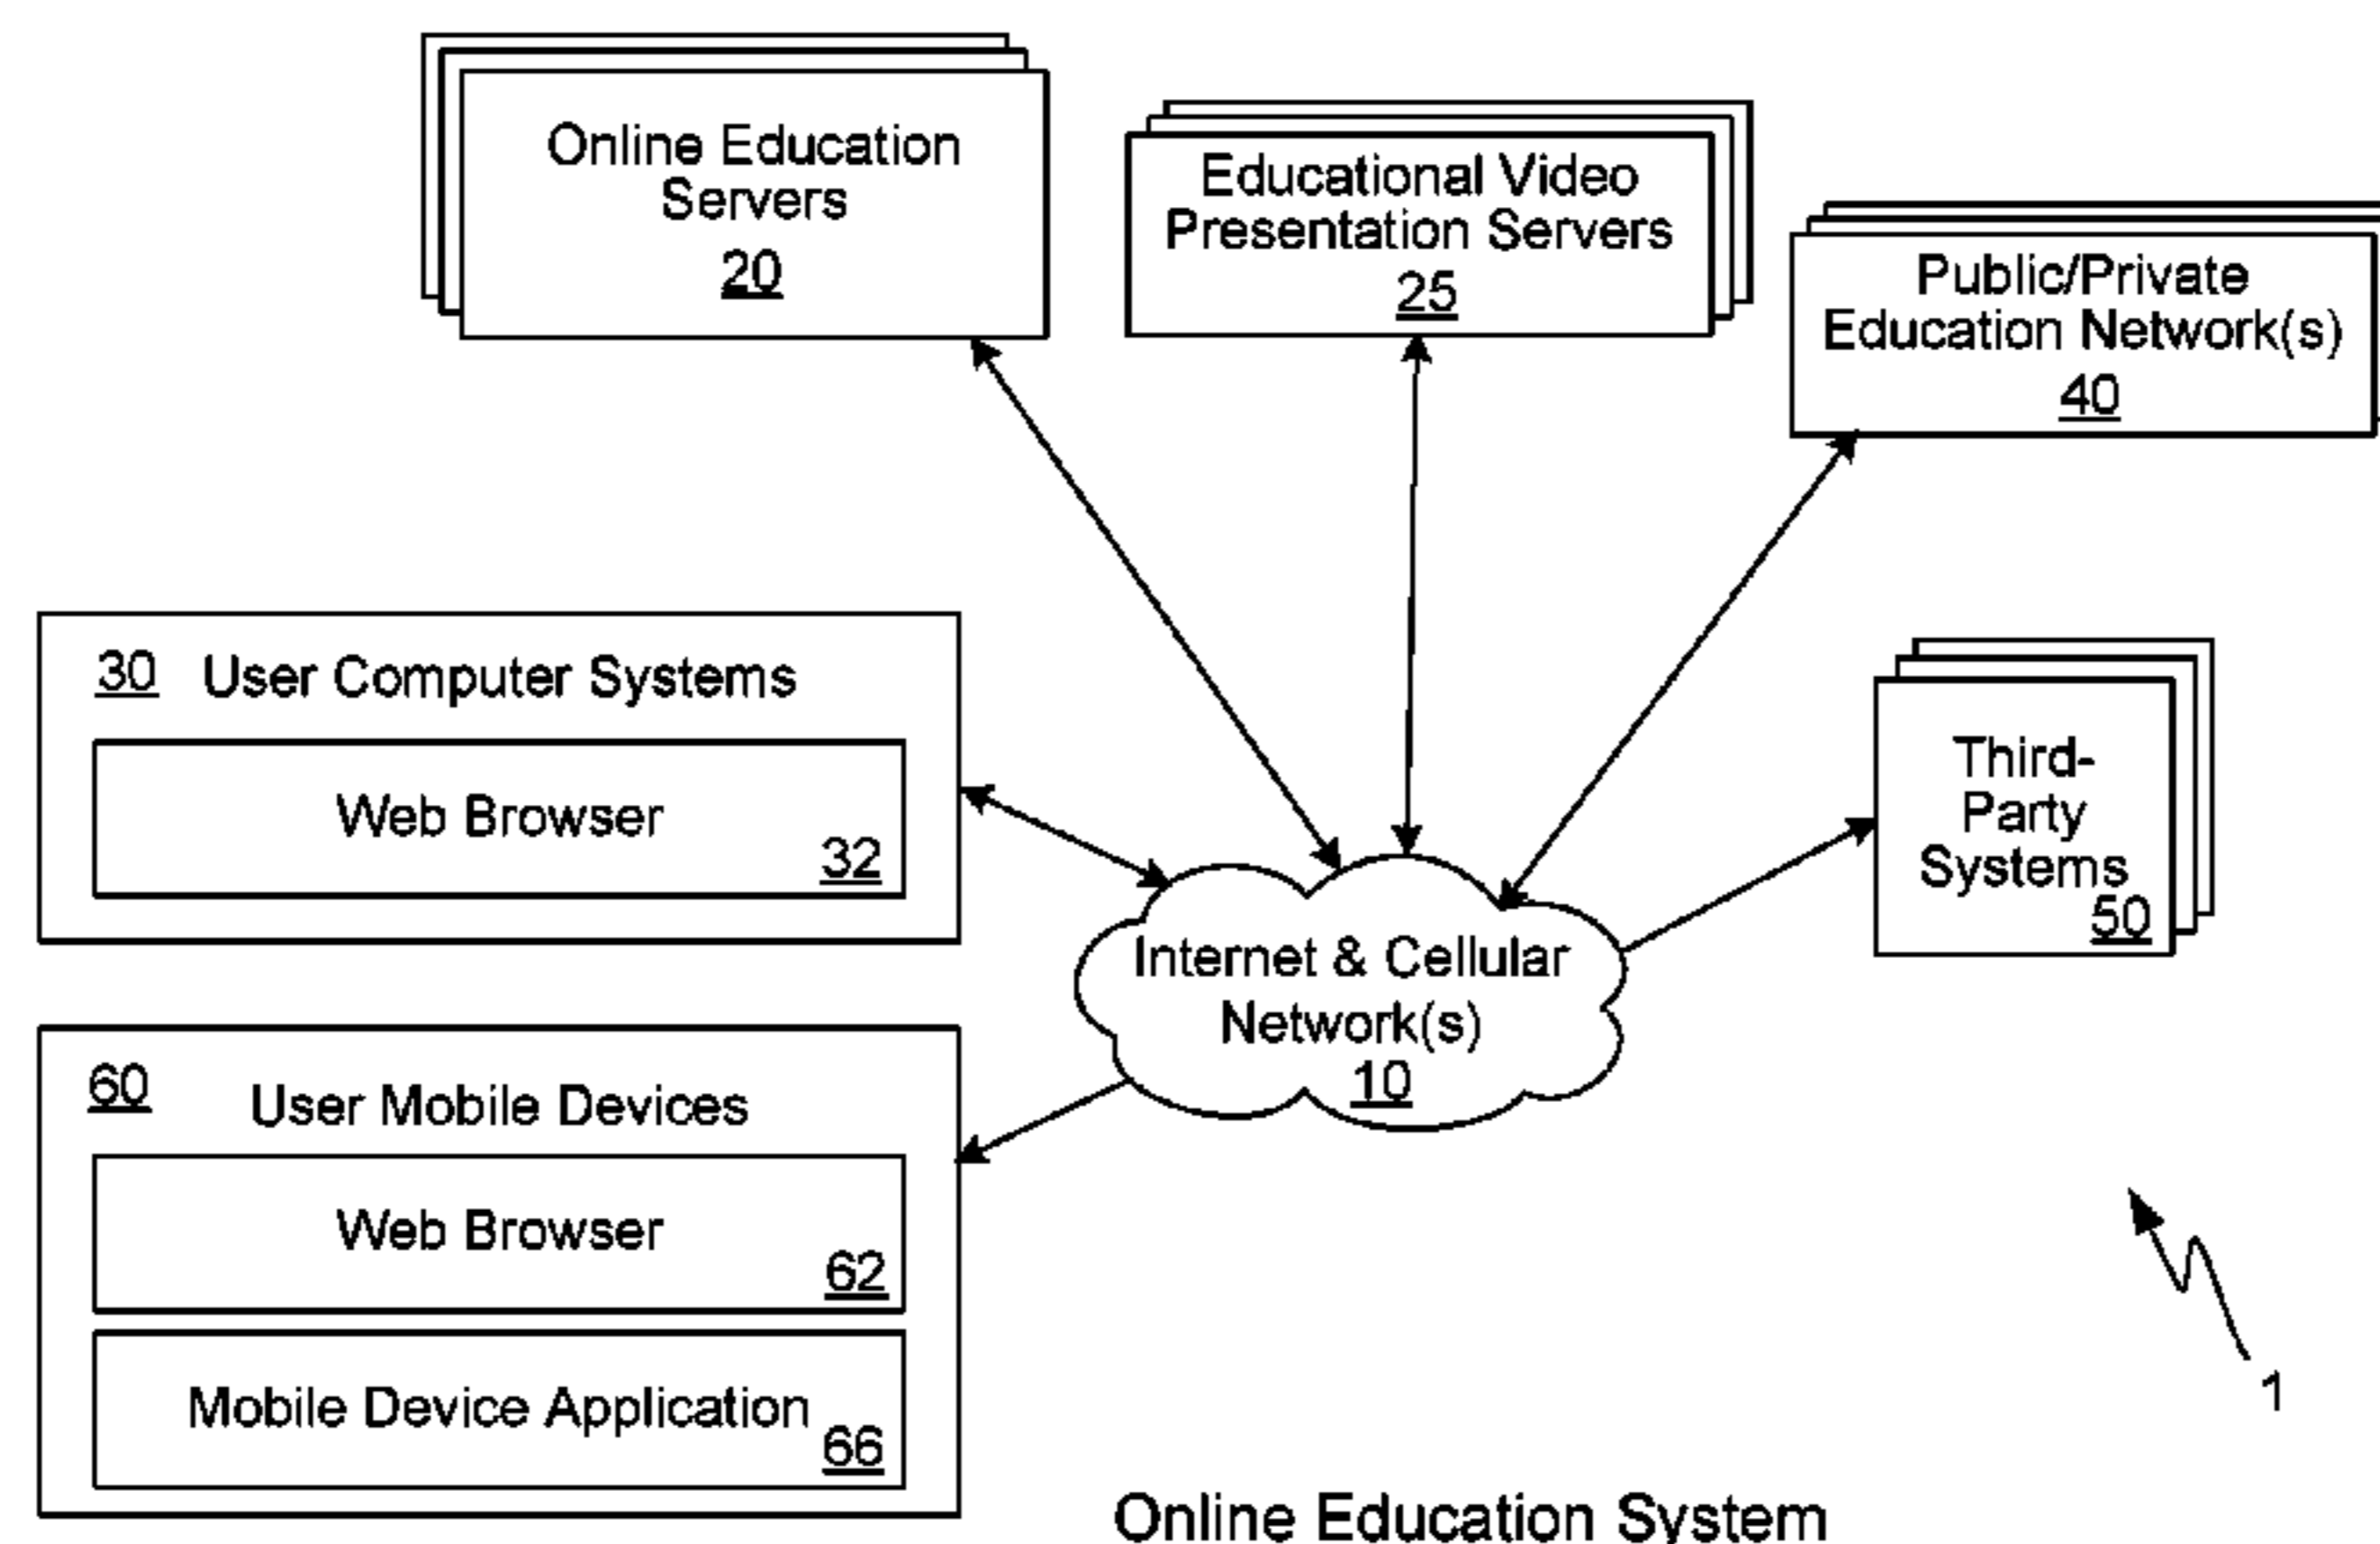 Online Education
Servers
20
Educational Video
Presentation Servers
25
Public/Private
Education Network(s)
40
30 User Computer Systems
Web Browser
32
Third-
Party
Systems
50
Internet & Cellular
Network(s)
10
60 User Mobile Devices
Web Browser
62
Mobile Device Application
66
1
Online Education System